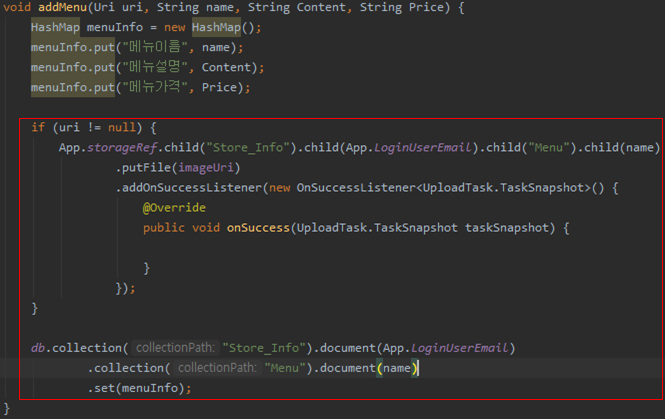 void addMenu(Uri uri, String name, String Content, String Price) {
HashMap menuInfo = new HashMap();
menuInfo.put("메뉴이름", name);
menuInfo.put("메뉴설명", Content);
menuInfo.put("메뉴가격", Price);
if (uri != null) {
App.storageRef.child("Store_Info").child(App.LoginUserEmail).child("Menu").child(name)
.putFile(imageUri)
.addOnSuccessListener(new OnSuccessListener<UploadTask.TaskSnapshot>() {
@Override
public void onSuccess(UploadTask.TaskSnapshot taskSnapshot) {
}
});
}
db.collection( collectionPath: "Store_Info").document(App.LoginUserEmail)
.collection( collectionPath: "Menu").document(name)
.set(menuInfo);
}